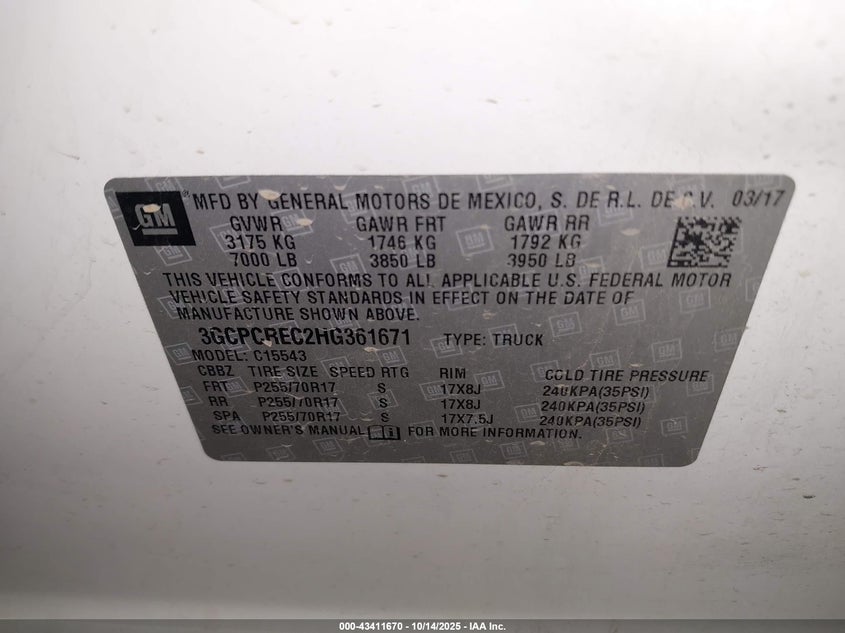 GM ® MFD BY GENERAL MOTORS DE MEXICO, S. DE R.L. DE C.V. 03/17
GVWR GAWR FRT GAWR RR
3175 KG 1746 KG 1792 KG
7000 LB 3850 LB 3950 LB
THIS VEHICLE CONFORMS TO ALL APPLICABLE U.S. FEDERAL MOTOR
VEHICLE SAFETY STANDARDS IN EFFECT ON THE DATE OF
MANUFACTURE SHOWN ABOVE.
3GCPCREC2HG361671 TYPE: TRUCK
MODEL: C15543
CBBZ TIRE SIZE SPEED RTG RIM COLD TIRE PRESSURE
FRT P255/70R17 S 17X8J 240KPA(35PSI)
RR P255/70R17 S 17X8J 240KPA(35PSI)
SPA P255/70R17 S 17X7.5J 240KPA(35PSI)
SEE OWNER'S MANUAL FOR MORE INFORMATION.
000-43411670 - 10/14/2025 - IAA Inc.